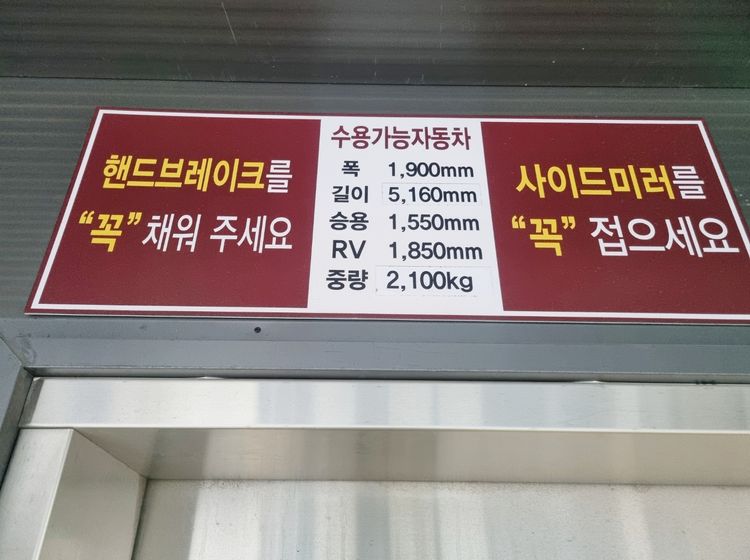 핸드브레이크를
“꼭” 채워 주세요
수용가능자동차
폭 1,900mm
길이 5,160mm
승용 1,550mm
RV 1,850mm
중량 2,100kg
사이드미러를
“꼭” 접으세요